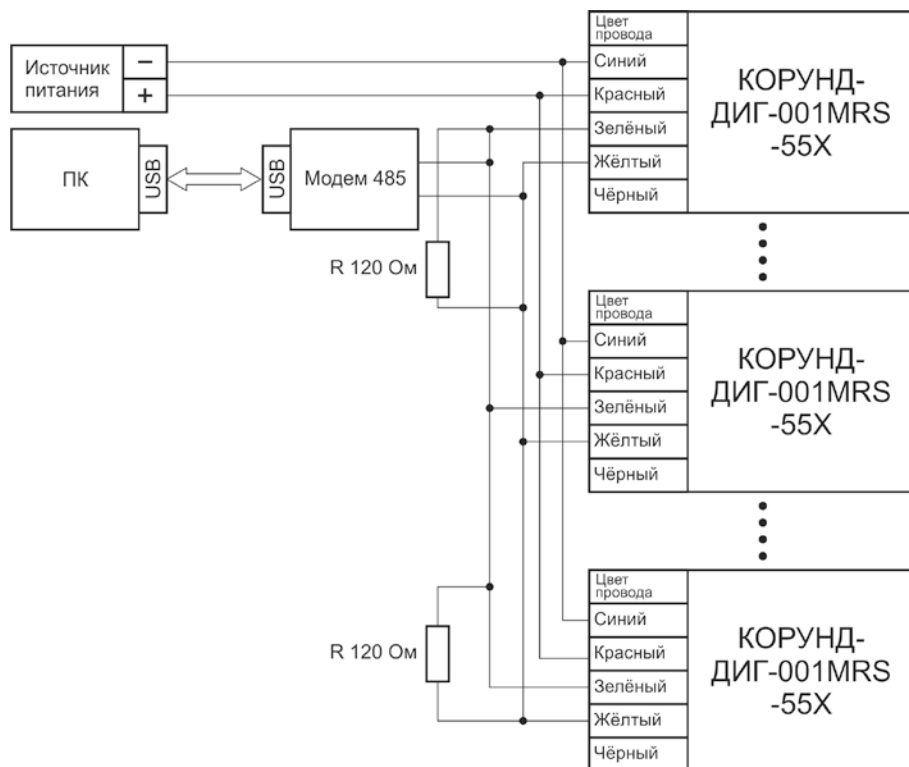 Источник
питания
−
+
ПК
USB
USB
Модем 485
R 120 Ом
R 120 Ом
Цвет
провода
Синий
Красный
Зелёный
Жёлтый
Чёрный
КОРУНД-
ДИГ-001MRS
-55X
Цвет
провода
Синий
Красный
Зелёный
Жёлтый
Чёрный
КОРУНД-
ДИГ-001MRS
-55X
Цвет
провода
Синий
Красный
Зелёный
Жёлтый
Чёрный
КОРУНД-
ДИГ-001MRS
-55X